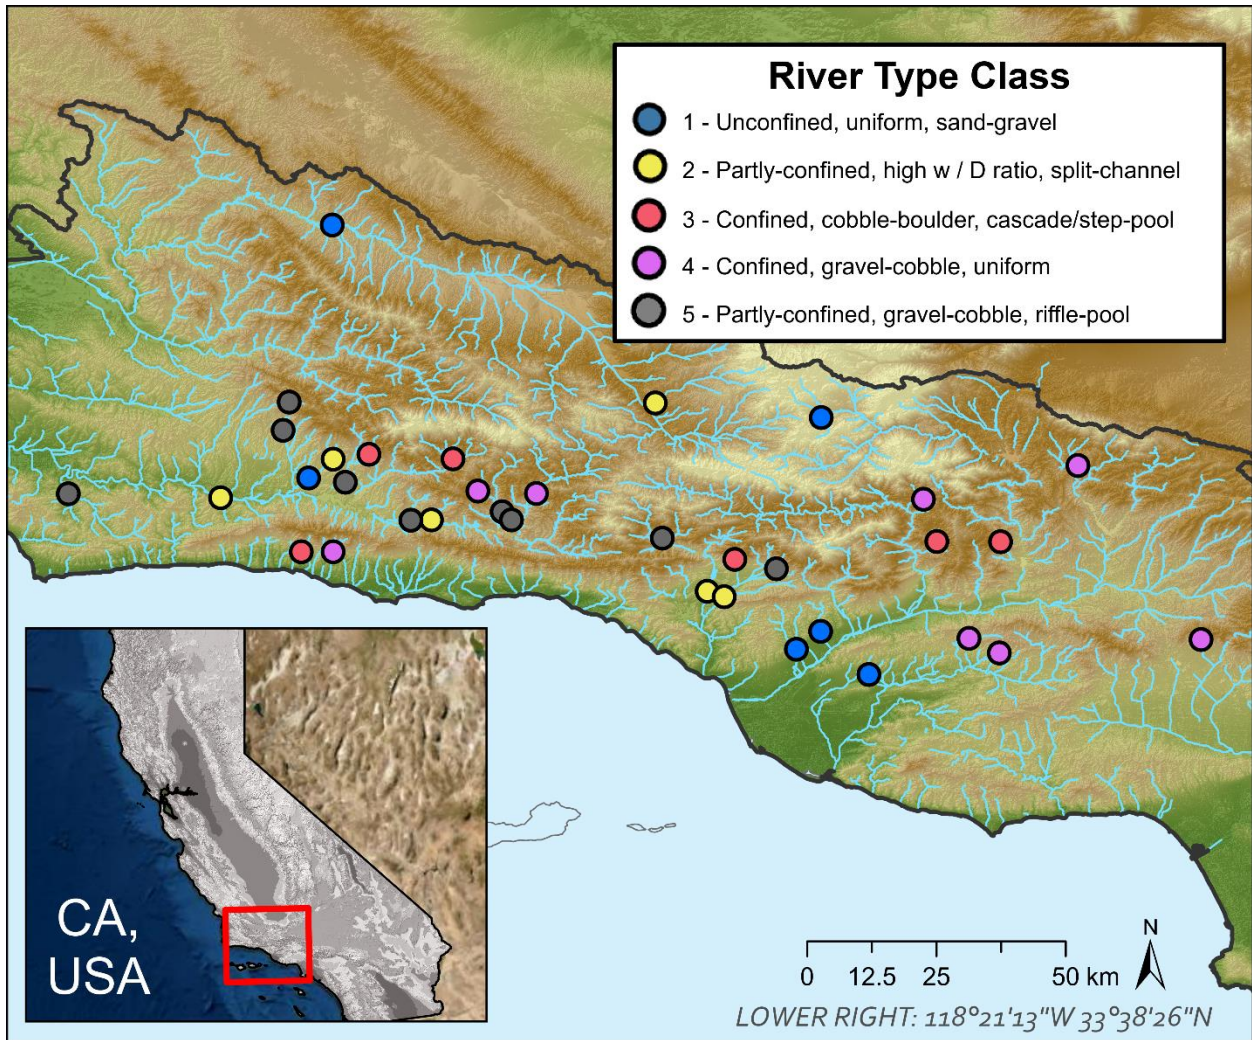 River Type Class
1 - Unconfined, uniform, sand-gravel
2 - Partly-confined, high w / D ratio, split-channel
3 - Confined, cobble-boulder, cascade/step-pool
4 - Confined, gravel-cobble, uniform
5 - Partly-confined, gravel-cobble, riffle-pool
CA,
USA
N
0 12.5 25 50 km
LOWER RIGHT: 118°21'13"W 33°38'26"N